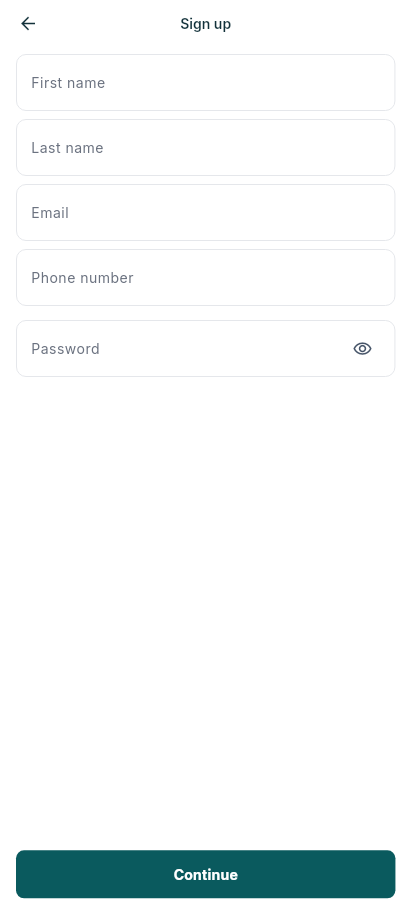 Sign up
First name
Last name
Email
Phone number
Password
Continue